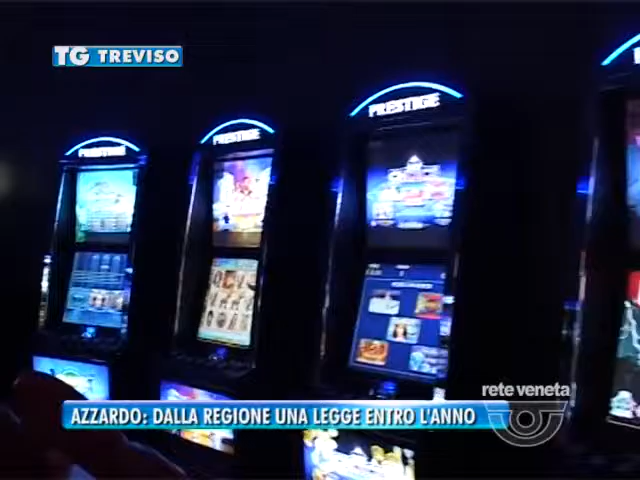 TG TREVISO
PRESTIGE
PRESTIGE
PRESTIGE
rete veneta
AZZARDO: DALLA REGIONE UNA LEGGE ENTRO L'ANNO